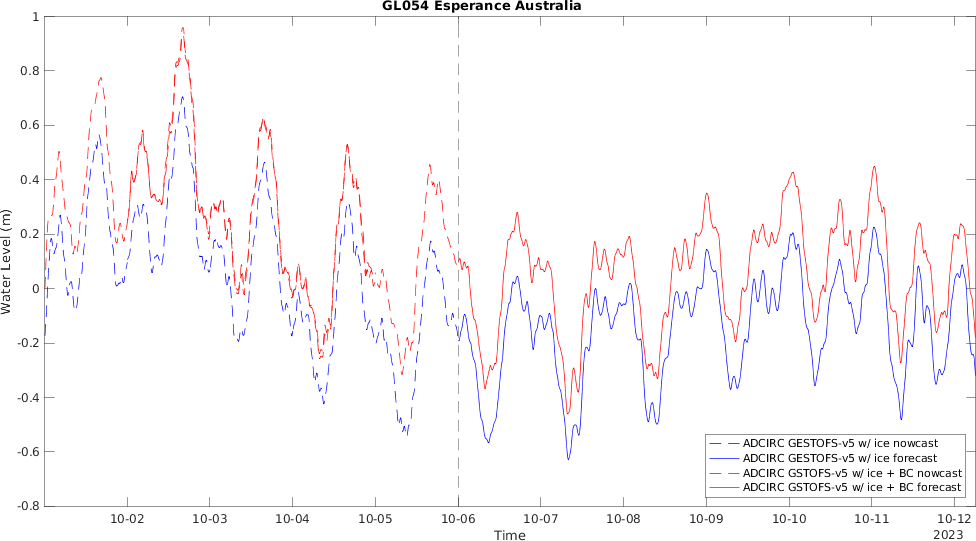 GL054 Esperance Australia
1
0.8
0.6
0.4
0.2
0
-0.2
-0.4
-0.6
-0.8
Water Level (m)
ADCIRC GESTOFS-v5 w/ ice nowcast
ADCIRC GESTOFS-v5 w/ ice forecast
ADCIRC GSTOFS-v5 w/ ice + BC nowcast
ADCIRC GSTOFS-v5 w/ ice + BC forecast
10-02 10-03 10-04 10-05 10-06 10-07 10-08 10-09 10-10 10-11 10-12
Time
2023